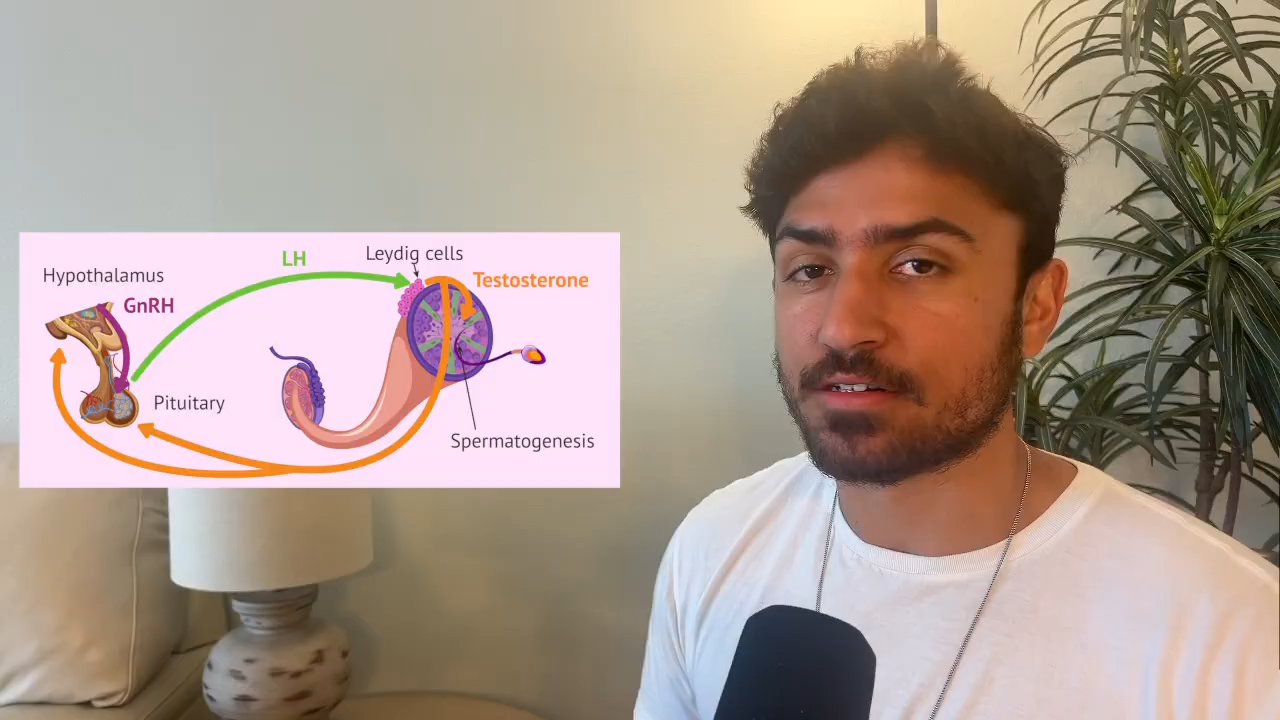 LH
Leydig cells
Hypothalamus
Testosterone
GnRH
Pituitary
Spermatogenesis